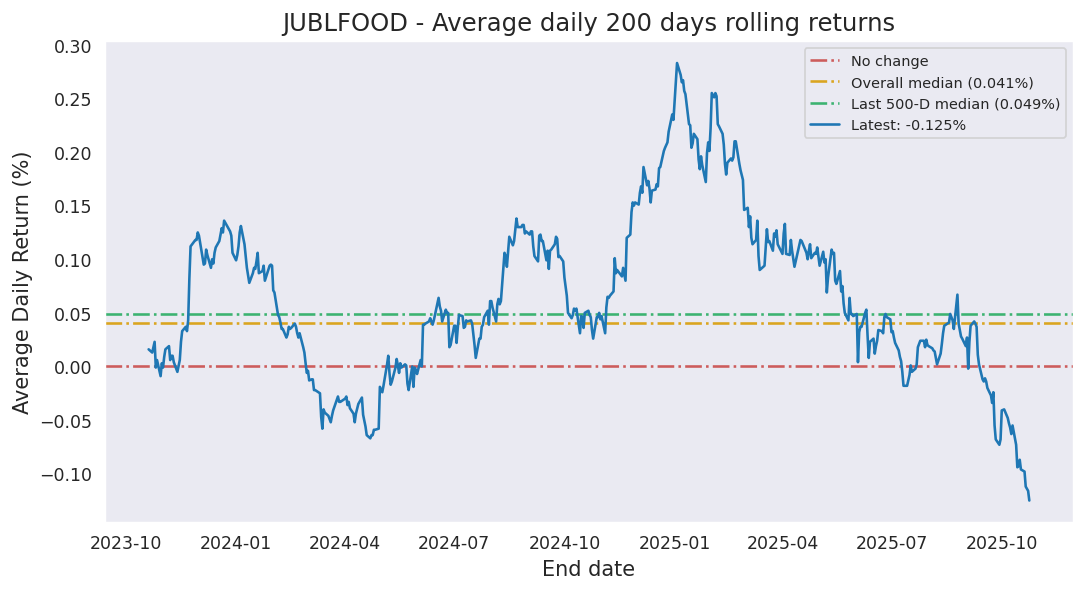 JUBLFOOD - Average daily 200 days rolling returns
No change
Overall median (0.041%)
Last 500-D median (0.049%)
Latest: -0.125%
Average Daily Return (%)
0.30
0.25
0.20
0.15
0.10
0.05
0.00
−0.05
−0.10
2023-10 2024-01 2024-04 2024-07 2024-10 2025-01 2025-04 2025-07 2025-10
End date